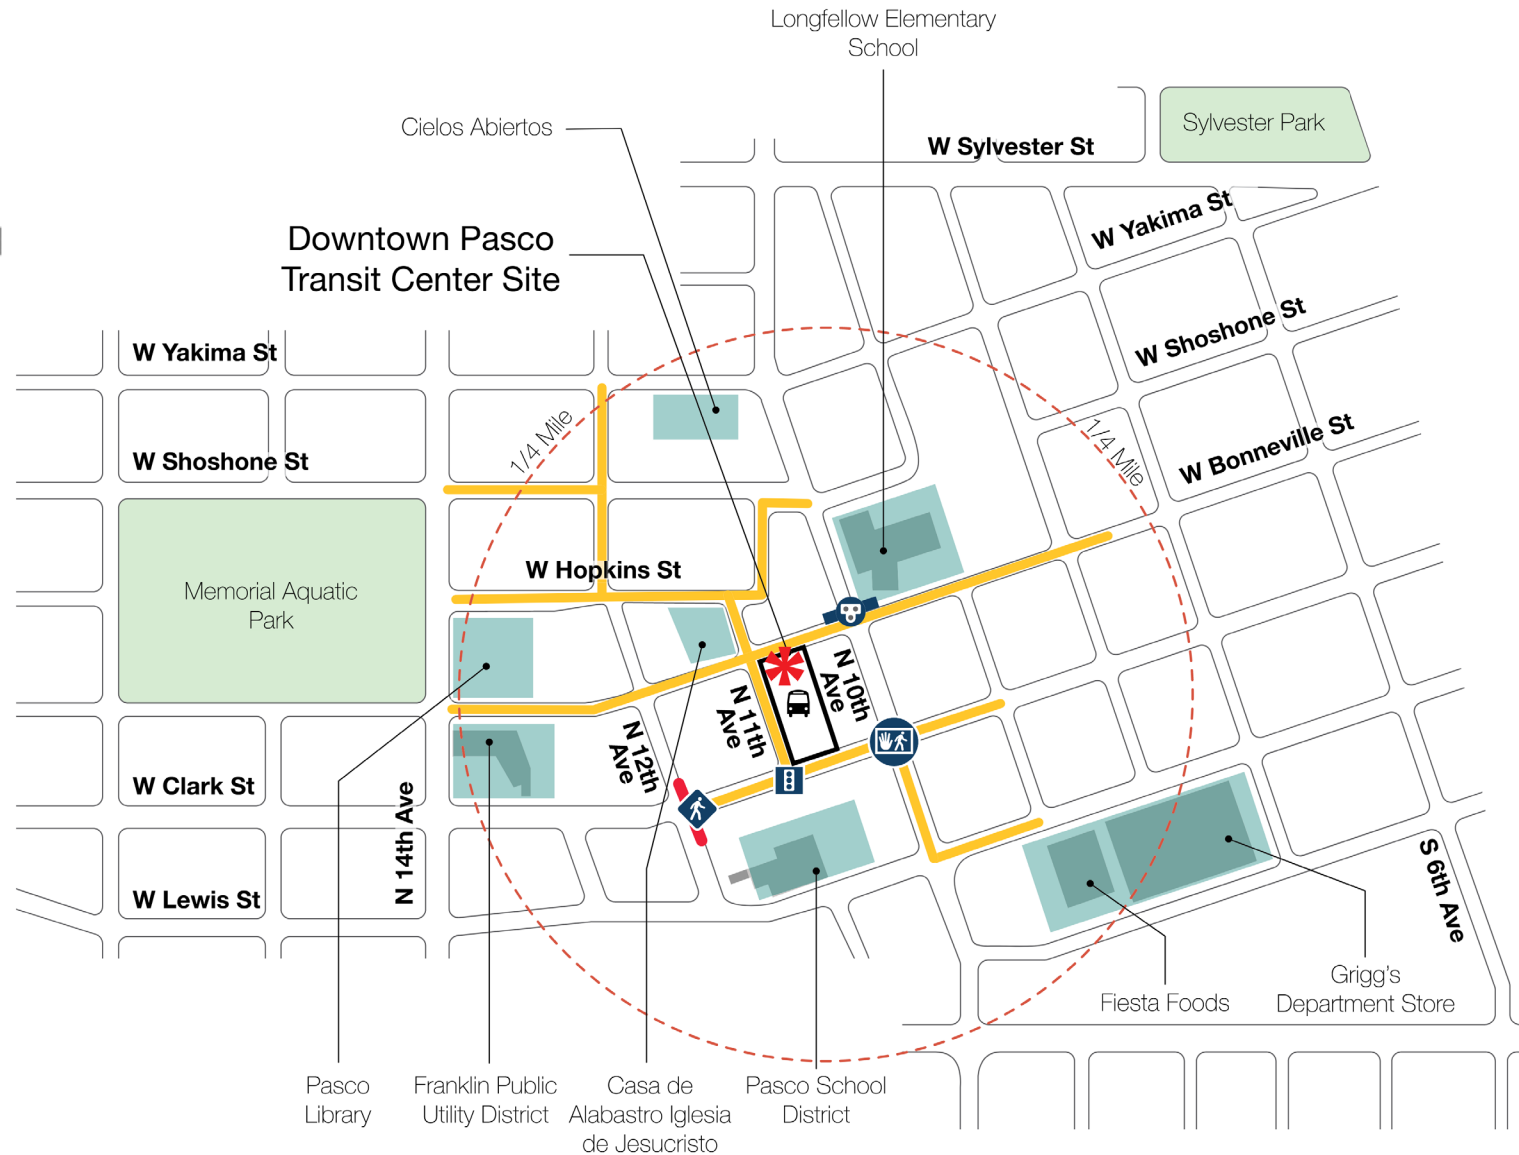 Longfellow Elementary
School
Cielos Abiertos
Sylvester Park
W Sylvester St
Downtown Pasco
Transit Center Site
W Yakima St
W Shoshone St
W Yakima St
1/4 Mile
1/4 Mile
W Bonneville St
W Shoshone St
W Hopkins St
Memorial Aquatic
Park
N 10th
Ave
N 11th
Ave
N 12th
Ave
W Clark St
N 14th Ave
S 6th Ave
W Lewis St
Grigg's
Department Store
Fiesta Foods
Pasco
Library
Franklin Public
Utility District
Casa de
Alabastro Iglesia
de Jesucristo
Pasco School
District